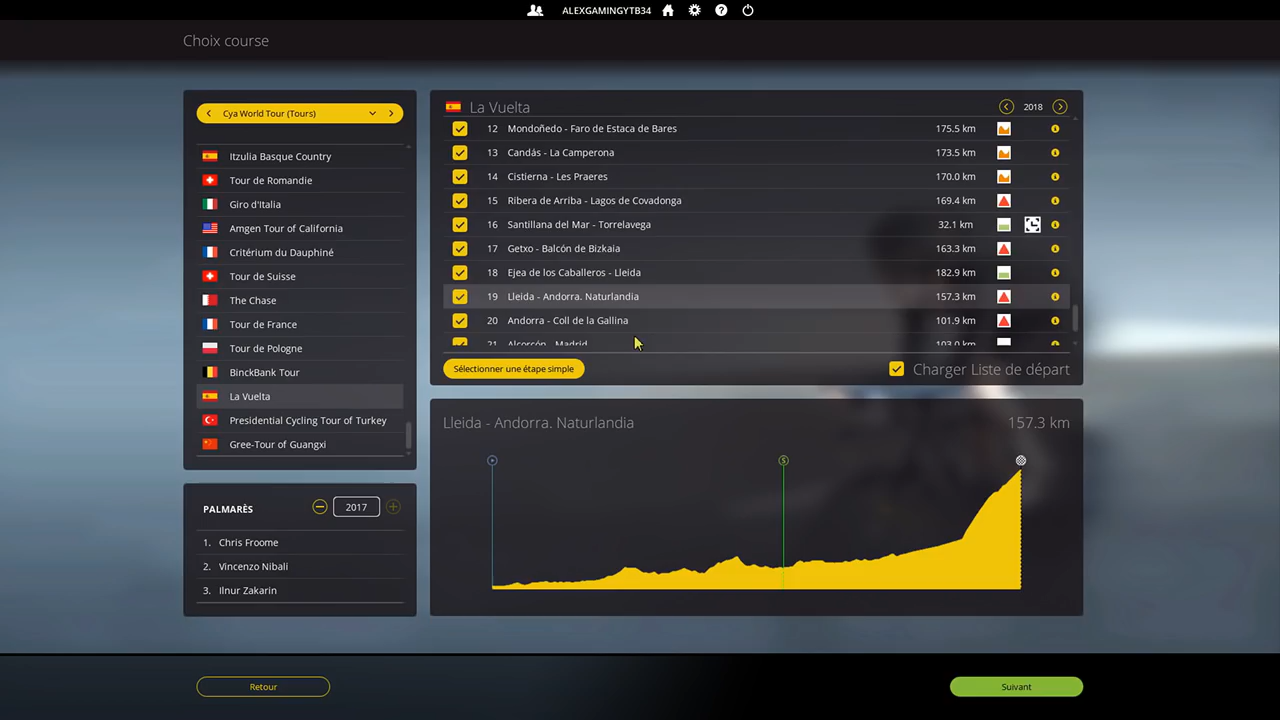 ALEXGAMINGYTB34
Choix course
Cya World Tour (Tours)
Itzulia Basque Country
Tour de Romandie
Giro d'Italia
Amgen Tour of California
Critérium du Dauphiné
Tour de Suisse
The Chase
Tour de France
Tour de Pologne
BinckBank Tour
La Vuelta
Presidential Cycling Tour of Turkey
Gree-Tour of Guangxi
La Vuelta 2018
12 Mondoñedo - Faro de Estaca de Bares 175.5 km
13 Candás - La Camperona 173.5 km
14 Cistierna - Les Praeres 170.0 km
15 Ribera de Arriba - Lagos de Covadonga 169.4 km
16 Santillana del Mar - Torrelavega 32.1 km
17 Getxo - Balcón de Bizkaia 163.3 km
18 Ejea de los Caballeros - Lleida 182.9 km
19 Lleida - Andorra. Naturlandia 157.3 km
20 Andorra - Coll de la Gallina 101.9 km
21 Alcorcón - Madrid 103.0 km
Sélectionner une étape simple
Charger Liste de départ
Lleida - Andorra. Naturlandia 157.3 km
S
PALMARÈS 2017
1. Chris Froome
2. Vincenzo Nibali
3. Ilnur Zakarin
Retour
Suivant